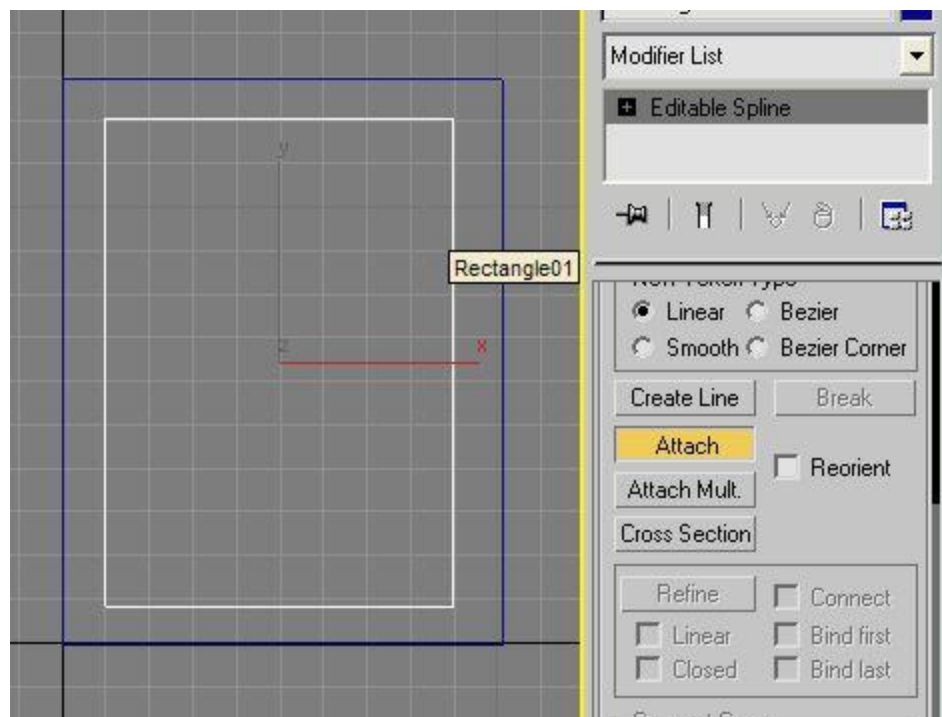 Modifier List
Editable Spline
y
Rectangle01
z
x
Linear Bezier
Smooth Bezier Corner
Create Line Break
Attach
Reorient
Attach Mult.
Cross Section
Refine Connect
Linear Bind first
Closed Bind last